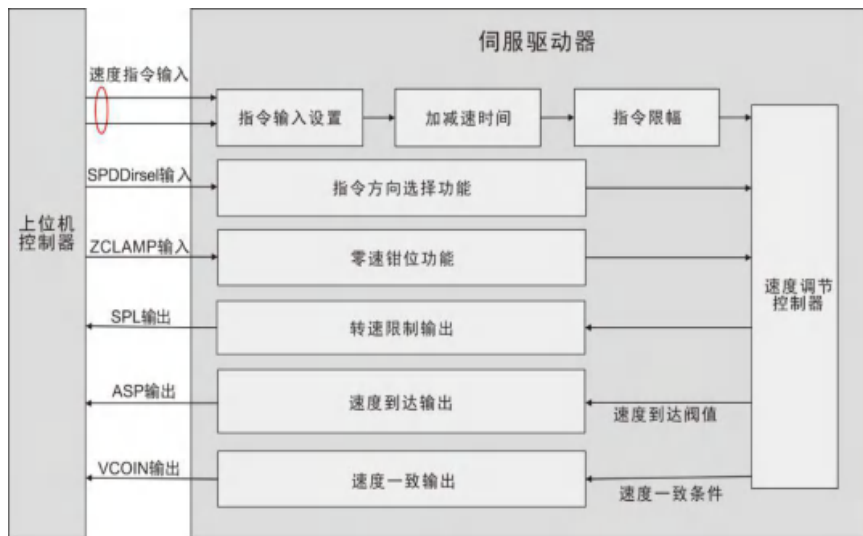 伺服驱动器
速度指令输入
指令输入设置
加减速时间
指令限幅
SPDDirsel输入
指令方向选择功能
上位机
控制器
ZCLAMP输入
零速钳位功能
速度调节
控制器
SPL输出
转速限制输出
ASP输出
速度到达输出
速度到达阀值
VCOIN输出
速度一致输出
速度一致条件